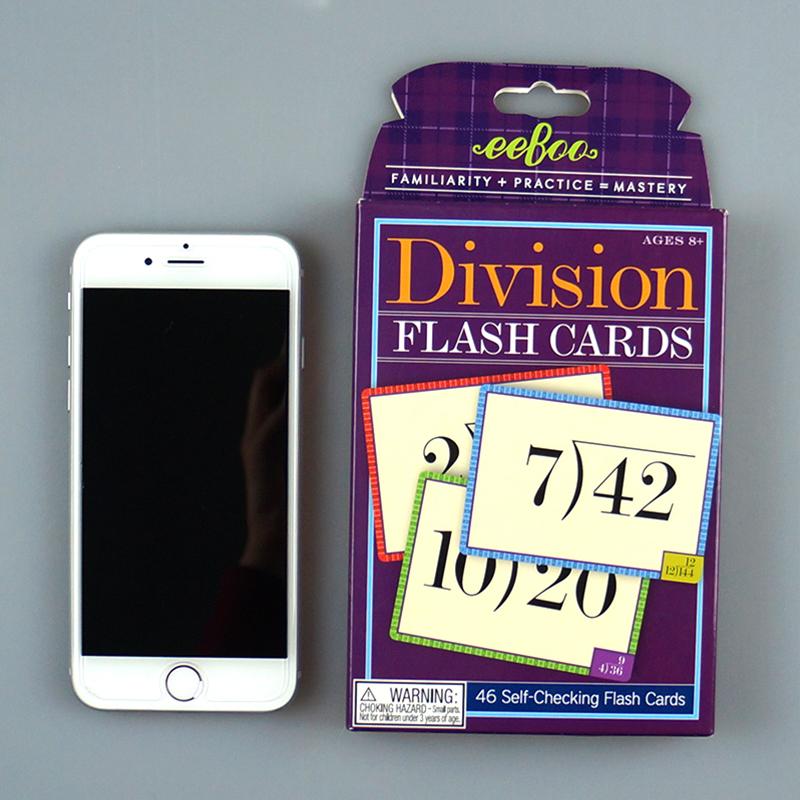 eeboo
FAMILIARITY + PRACTICE = MASTERY
AGES 8+
Division
FLASH CARDS
2
7)42
12
12)144
10)20
9
4)36
WARNING:
CHOKING HAZARD - Small parts.
Not for children under 3 years of age.
46 Self-Checking Flash Cards